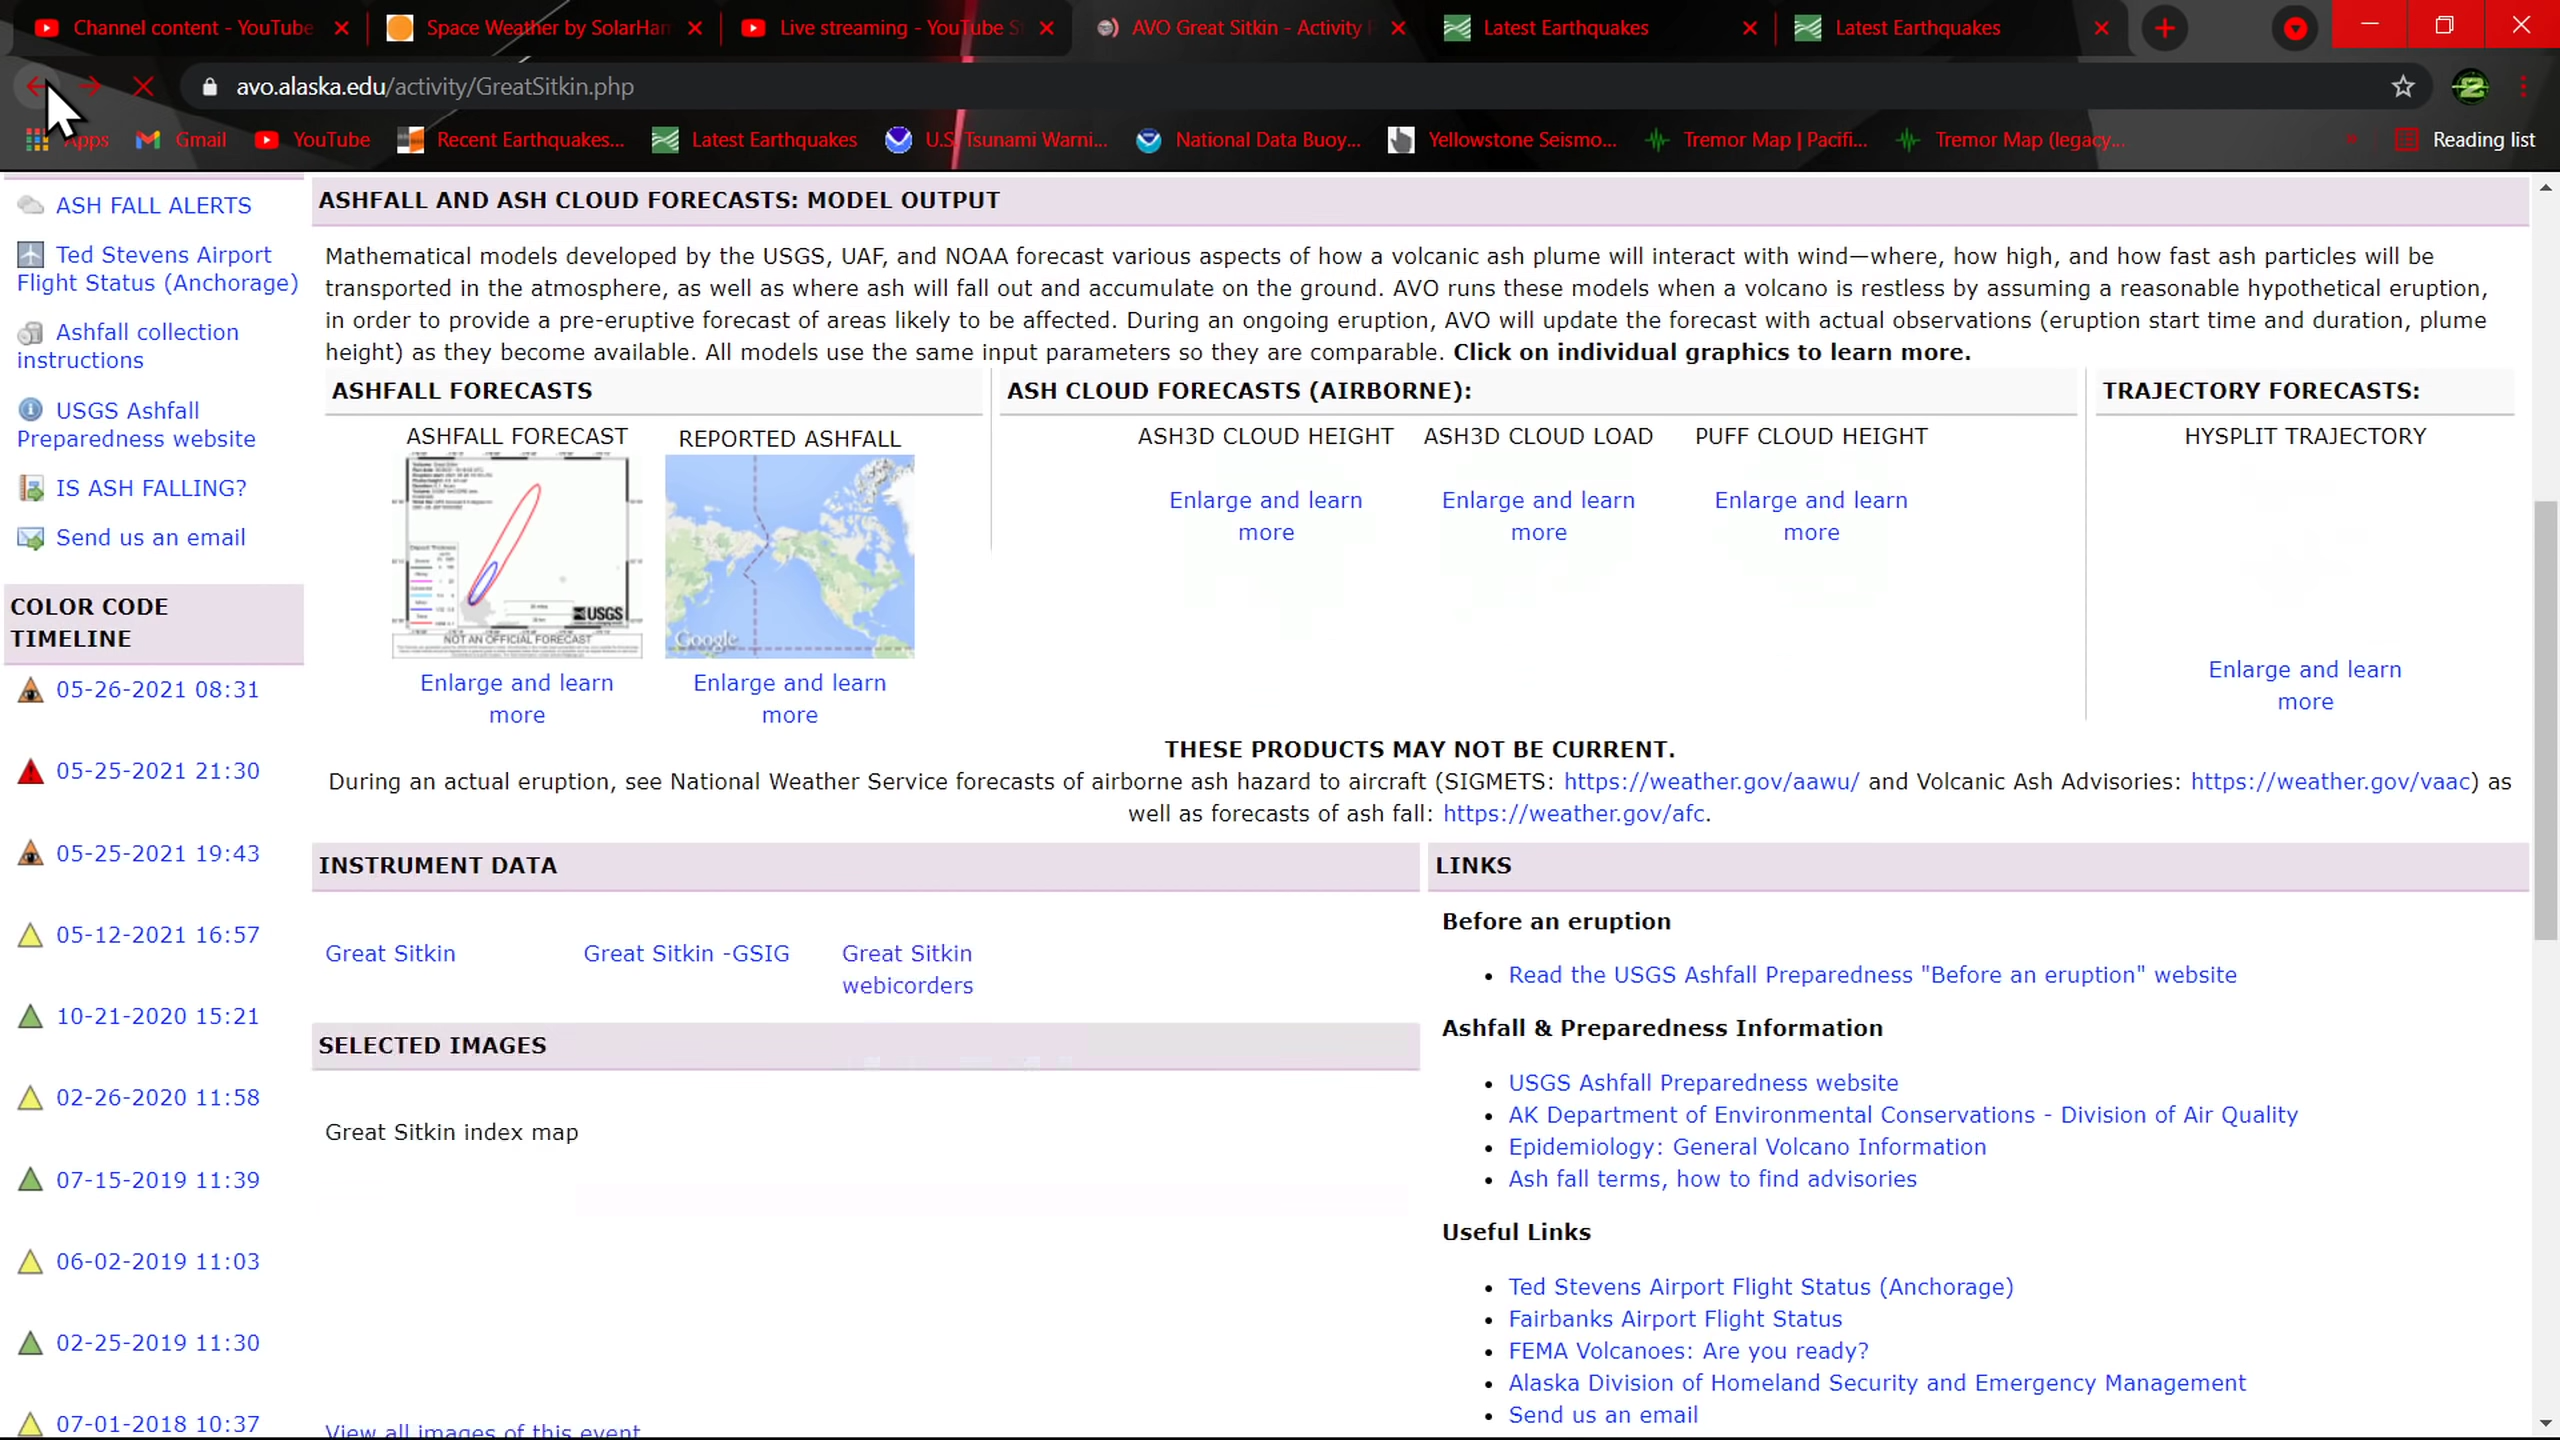 Channel content - YouTube
Space Weather by SolarHam
Live streaming - YouTube S
AVO Great Sitkin - Activity P
Latest Earthquakes
Latest Earthquakes
avo.alaska.edu/activity/GreatSitkin.php
Apps
Gmail
YouTube
Recent Earthquakes...
Latest Earthquakes
U.S. Tsunami Warni...
National Data Buoy...
Yellowstone Seismo...
Tremor Map | Pacifi...
Tremor Map (legacy...
Reading list
ASH FALL ALERTS
Ted Stevens Airport
Flight Status (Anchorage)
Ashfall collection
instructions
USGS Ashfall
Preparedness website
IS ASH FALLING?
Send us an email
COLOR CODE
TIMELINE
05-26-2021 08:31
05-25-2021 21:30
05-25-2021 19:43
05-12-2021 16:57
10-21-2020 15:21
02-26-2020 11:58
07-15-2019 11:39
06-02-2019 11:03
02-25-2019 11:30
07-01-2018 10:37
ASHFALL AND ASH CLOUD FORECASTS: MODEL OUTPUT
Mathematical models developed by the USGS, UAF, and NOAA forecast various aspects of how a volcanic ash plume will interact with wind—where, how high, and how fast ash particles will be
transported in the atmosphere, as well as where ash will fall out and accumulate on the ground. AVO runs these models when a volcano is restless by assuming a reasonable hypothetical eruption,
in order to provide a pre-eruptive forecast of areas likely to be affected. During an ongoing eruption, AVO will update the forecast with actual observations (eruption start time and duration, plume
height) as they become available. All models use the same input parameters so they are comparable. Click on individual graphics to learn more.
ASHFALL FORECASTS
ASHFALL FORECAST
REPORTED ASHFALL
USGS
NOT AN OFFICIAL FORECAST
Google
Enlarge and learn
more
Enlarge and learn
more
ASH CLOUD FORECASTS (AIRBORNE):
ASH3D CLOUD HEIGHT
ASH3D CLOUD LOAD
PUFF CLOUD HEIGHT
Enlarge and learn
more
Enlarge and learn
more
Enlarge and learn
more
TRAJECTORY FORECASTS:
HYSPLIT TRAJECTORY
Enlarge and learn
more
THESE PRODUCTS MAY NOT BE CURRENT.
During an actual eruption, see National Weather Service forecasts of airborne ash hazard to aircraft (SIGMETS: https://weather.gov/aawu/ and Volcanic Ash Advisories: https://weather.gov/vaac) as
well as forecasts of ash fall: https://weather.gov/afc.
INSTRUMENT DATA
Great Sitkin
Great Sitkin -GSIG
Great Sitkin
webicorders
SELECTED IMAGES
Great Sitkin index map
View all images of this event
LINKS
Before an eruption
Read the USGS Ashfall Preparedness "Before an eruption" website
Ashfall & Preparedness Information
USGS Ashfall Preparedness website
AK Department of Environmental Conservations - Division of Air Quality
Epidemiology: General Volcano Information
Ash fall terms, how to find advisories
Useful Links
Ted Stevens Airport Flight Status (Anchorage)
Fairbanks Airport Flight Status
FEMA Volcanoes: Are you ready?
Alaska Division of Homeland Security and Emergency Management
Send us an email